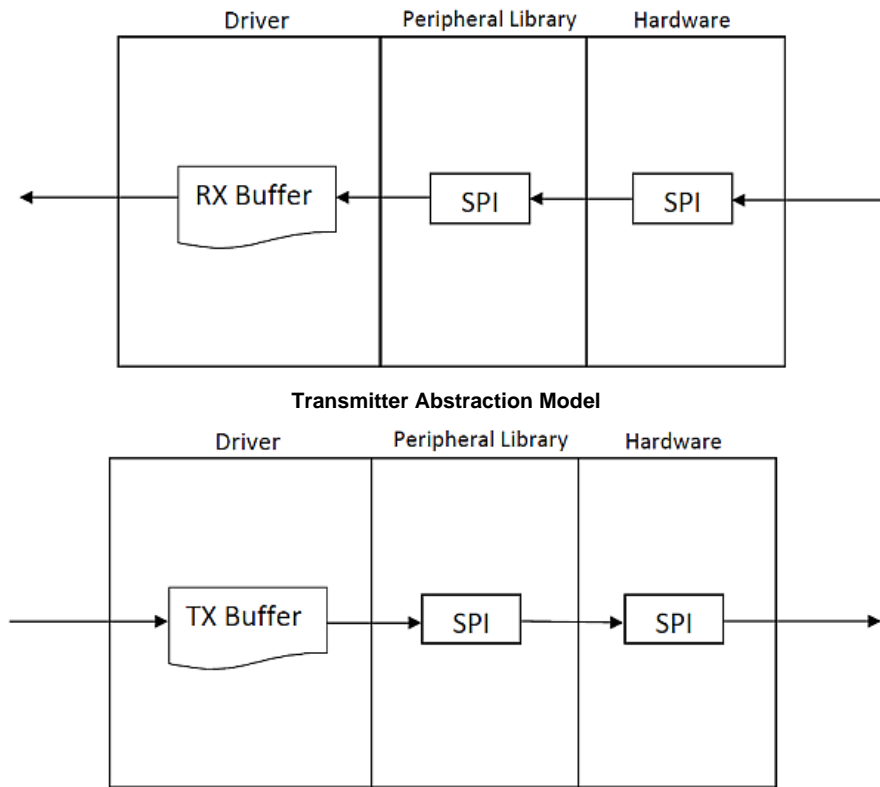 Driver Peripheral Library Hardware
RX Buffer SPI SPI
Transmitter Abstraction Model
Driver Peripheral Library Hardware
TX Buffer SPI SPI